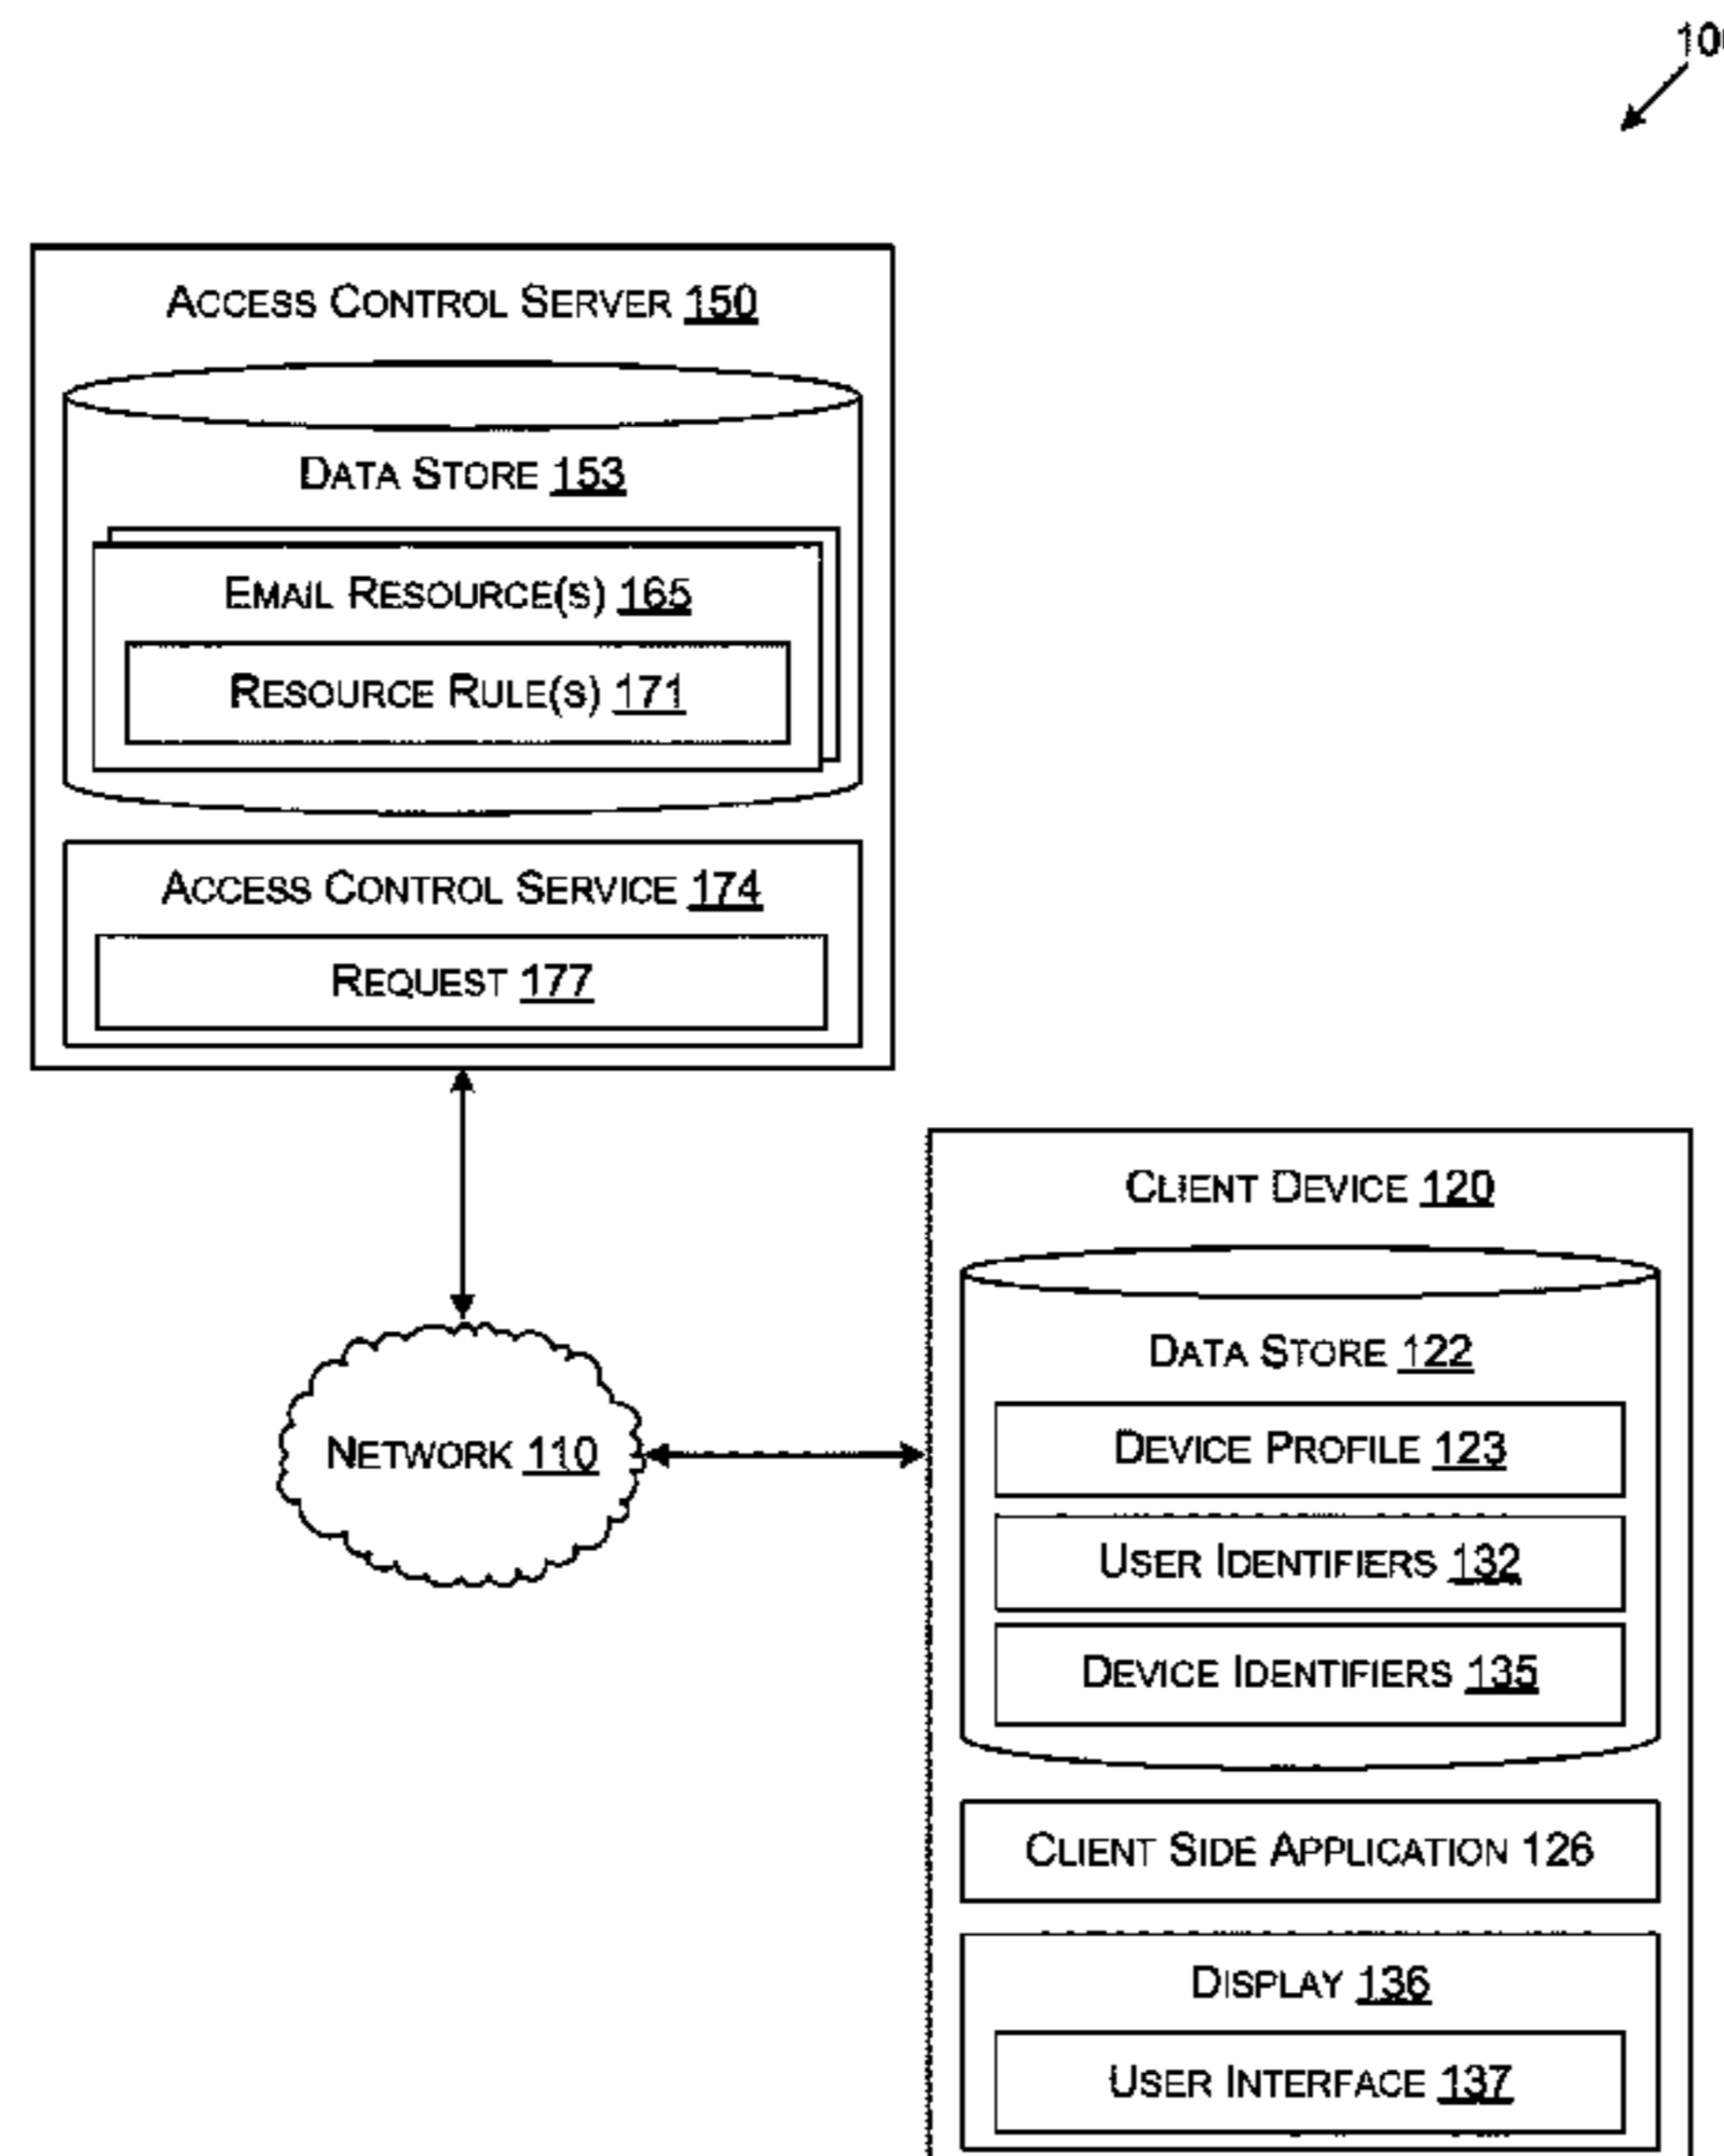 ACCESS CONTROL SERVER 150
DATA STORE 153
EMAIL RESOURCE(S) 165
RESOURCE RULE(S) 171
ACCESS CONTROL SERVICE 174
REQUEST 177
NETWORK 110
CLIENT DEVICE 120
DATA STORE 122
DEVICE PROFILE 123
USER IDENTIFIERS 132
DEVICE IDENTIFIERS 135
CLIENT SIDE APPLICATION 126
DISPLAY 136
USER INTERFACE 137